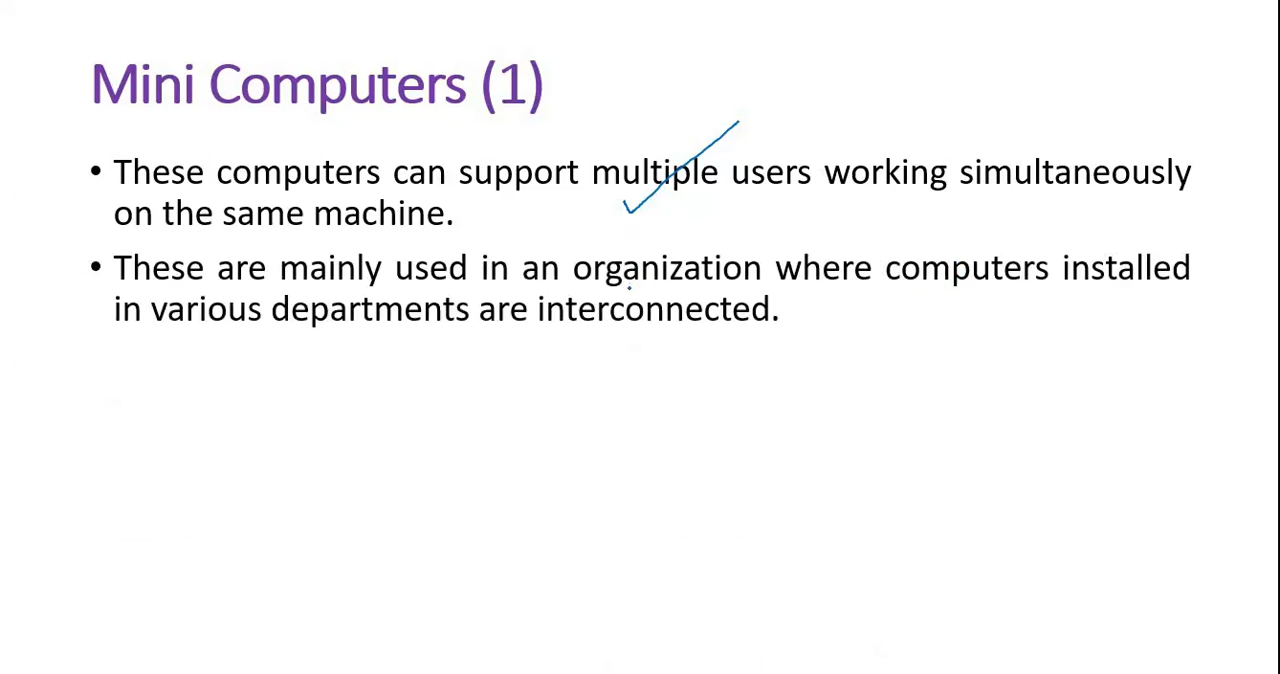 Mini Computers (1)
• These computers can support multiple users working simultaneously
on the same machine.
• These are mainly used in an organization where computers installed
in various departments are interconnected.